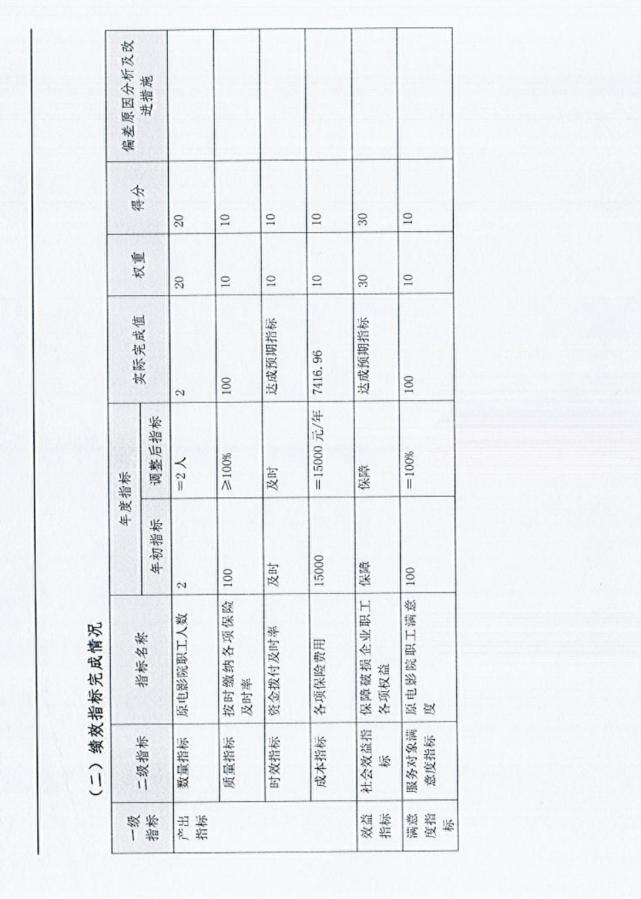 （二）绩效指标完成情况
一级
指标
二级指标
指标名称
年度指标
年初指标
调整后指标
实际完成值
权重
得分
偏差原因分析及改
进措施
产出
指标
数量指标
原电影院职工人数
2
=2 人
2
20
20
质量指标
按时缴纳各项保险
及时率
100
≥100%
100
10
10
时效指标
资金拨付及时率
及时
及时
达成预期指标
10
10
成本指标
各项保险费用
15000
=15000 元/年
7416.96
10
10
效益
指标
社会效益指
标
保障破损企业职工
各项权益
保障
保障
达成预期指标
30
30
满意
度指
标
服务对象满
意度指标
原电影院职工满意
度
100
=100%
100
10
10